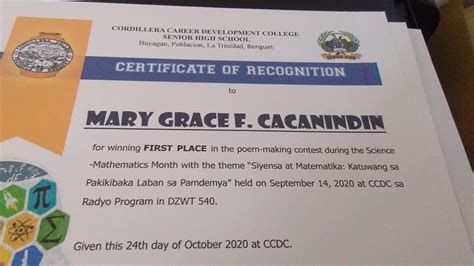 CORDILLERA CAREER DEVELOPMENT COLLEGE
SENIOR HIGH SCHOOL
Buyagan, Poblacion, La Trinidad, Benguet
CERTIFICATE OF RECOGNITION
to
MARY GRACE F. CACANINDIN
for winning FIRST PLACE in the poem-making contest during the Science
-Mathematics Month with the theme "Siyensa at Matematika: Katuwang sa
Pakikibaka Laban sa Pamdemya" held on September 14, 2020 at CCDC sa
Radyo Program in DZWT 540.
Given this 24th day of October 2020 at CCDC.